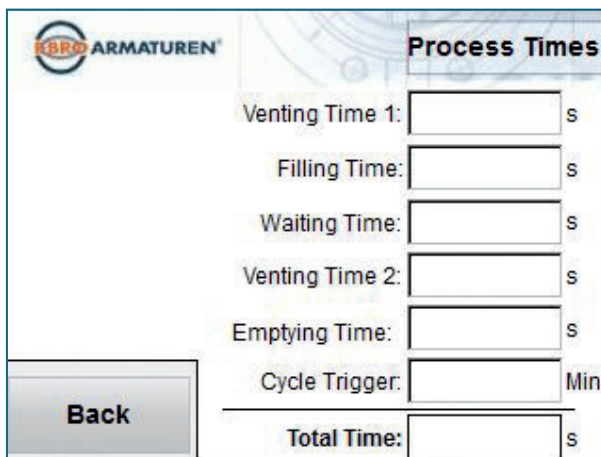 EBRO ARMATUREN®
Process Times
Venting Time 1: s
Filling Time: s
Waiting Time: s
Venting Time 2: s
Emptying Time: s
Cycle Trigger: Min
Back
Total Time: s